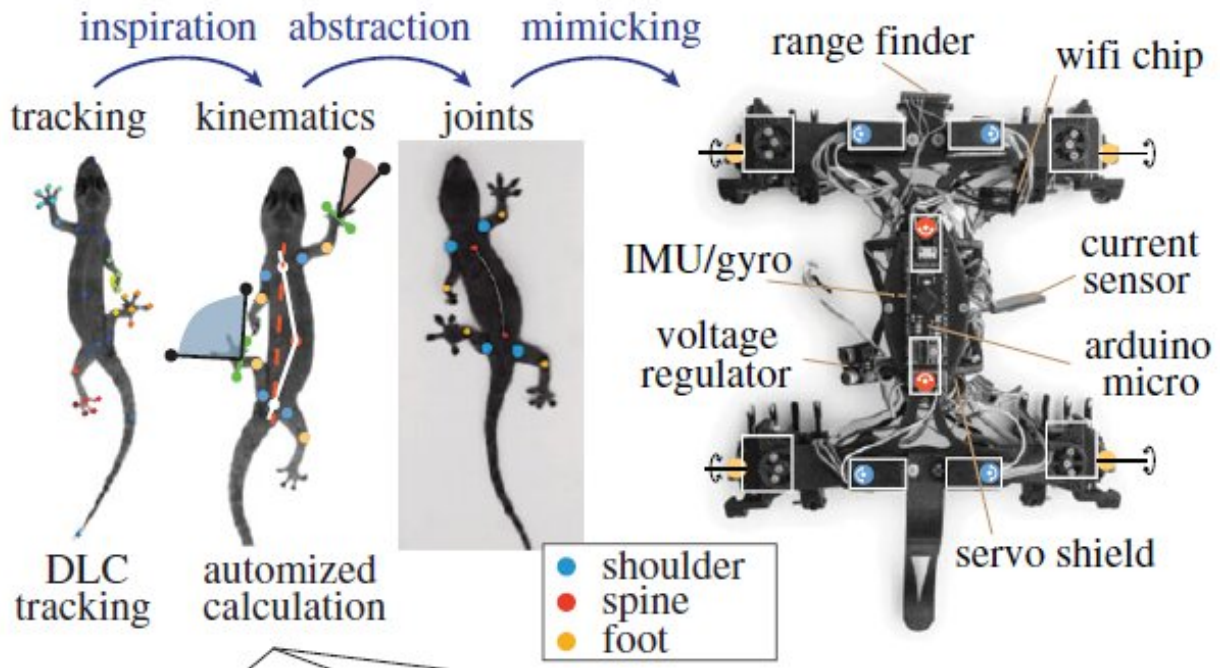 inspiration abstraction mimicking
range finder
wifi chip
tracking kinematics joints
IMU/gyro
current
sensor
voltage
regulator
arduino
micro
servo shield
DLC
tracking
automized
calculation
shoulder
spine
foot